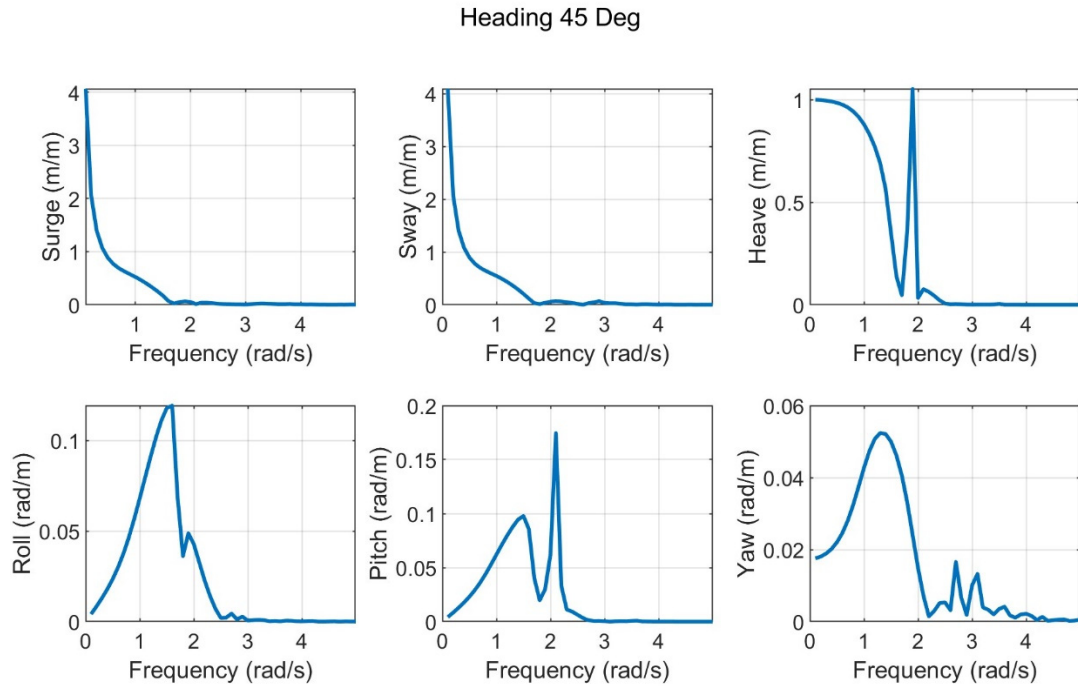 Heading 45 Deg
4
3
2
1
0
1 2 3 4
Surge (m/m)
Frequency (rad/s)
4
3
2
1
0
0 1 2 3 4
Sway (m/m)
Frequency (rad/s)
1
0.5
0
0 1 2 3 4
Heave (m/m)
Frequency (rad/s)
0.1
0.05
0
0 1 2 3 4
Roll (rad/m)
Frequency (rad/s)
0.2
0.15
0.1
0.05
0
0 1 2 3 4
Pitch (rad/m)
Frequency (rad/s)
0.06
0.04
0.02
0
0 1 2 3 4
Yaw (rad/m)
Frequency (rad/s)